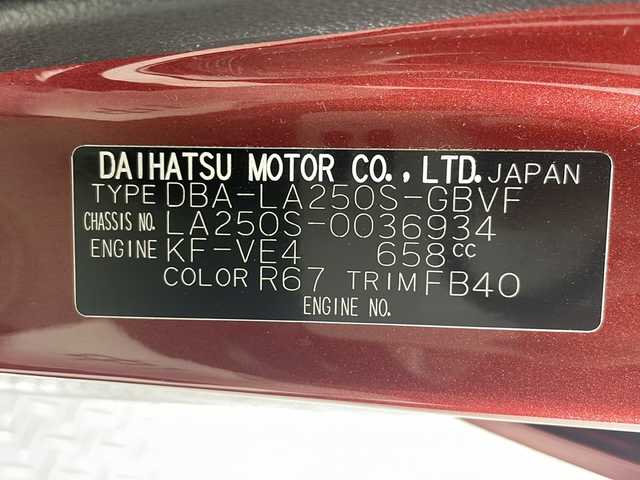 DAIHATSU MOTOR CO., LTD. JAPAN
TYPE DBA-LA250S-GBVF
CHASSIS NO. LA250S-0036934
ENGINE KF-VE4 658cc
COLOR R67 TRIM FB40
ENGINE NO.